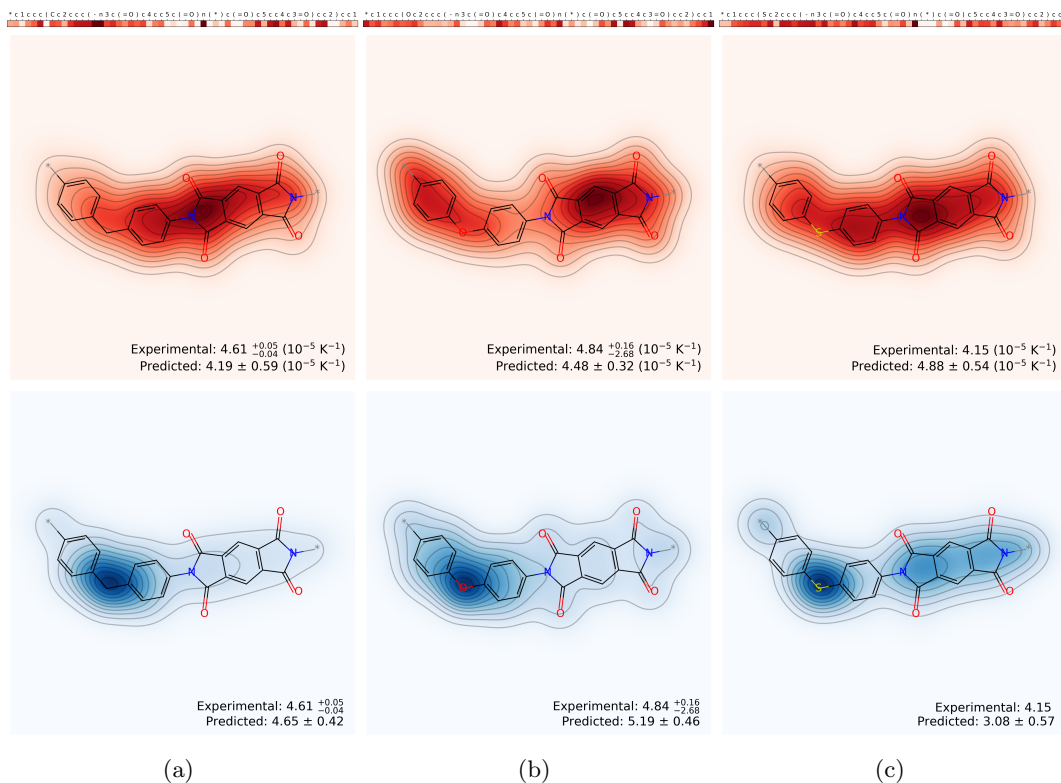 *c1ccc(Cc2ccc(-n3c(=O)c4cc5c(=O)n(*)c(=O)c5cc4c3=O)cc2)cc1
*c1ccc(Oc2ccc(-n3c(=O)c4cc5c(=O)n(*)c(=O)c5cc4c3=O)cc2)cc1
*c1ccc(Sc2ccc(-n3c(=O)c4cc5c(=O)n(*)c(=O)c5cc4c3=O)cc2)cc
* O O N N * O O
* O O O N N * O O
* S O O N N * O O
Experimental: 4.61 +0.05 −0.04 (10−5 K−1)
Predicted: 4.19 ± 0.59 (10−5 K−1)
Experimental: 4.84 +0.16 −2.68 (10−5 K−1)
Predicted: 4.48 ± 0.32 (10−5 K−1)
Experimental: 4.15 (10−5 K−1)
Predicted: 4.88 ± 0.54 (10−5 K−1)
* O O N N * O O
* O O O N N * O O
* S O O N N * O O
Experimental: 4.61 +0.05 −0.04
Predicted: 4.65 ± 0.42
Experimental: 4.84 +0.16 −2.68
Predicted: 5.19 ± 0.46
Experimental: 4.15
Predicted: 3.08 ± 0.57
(a)
(b)
(c)